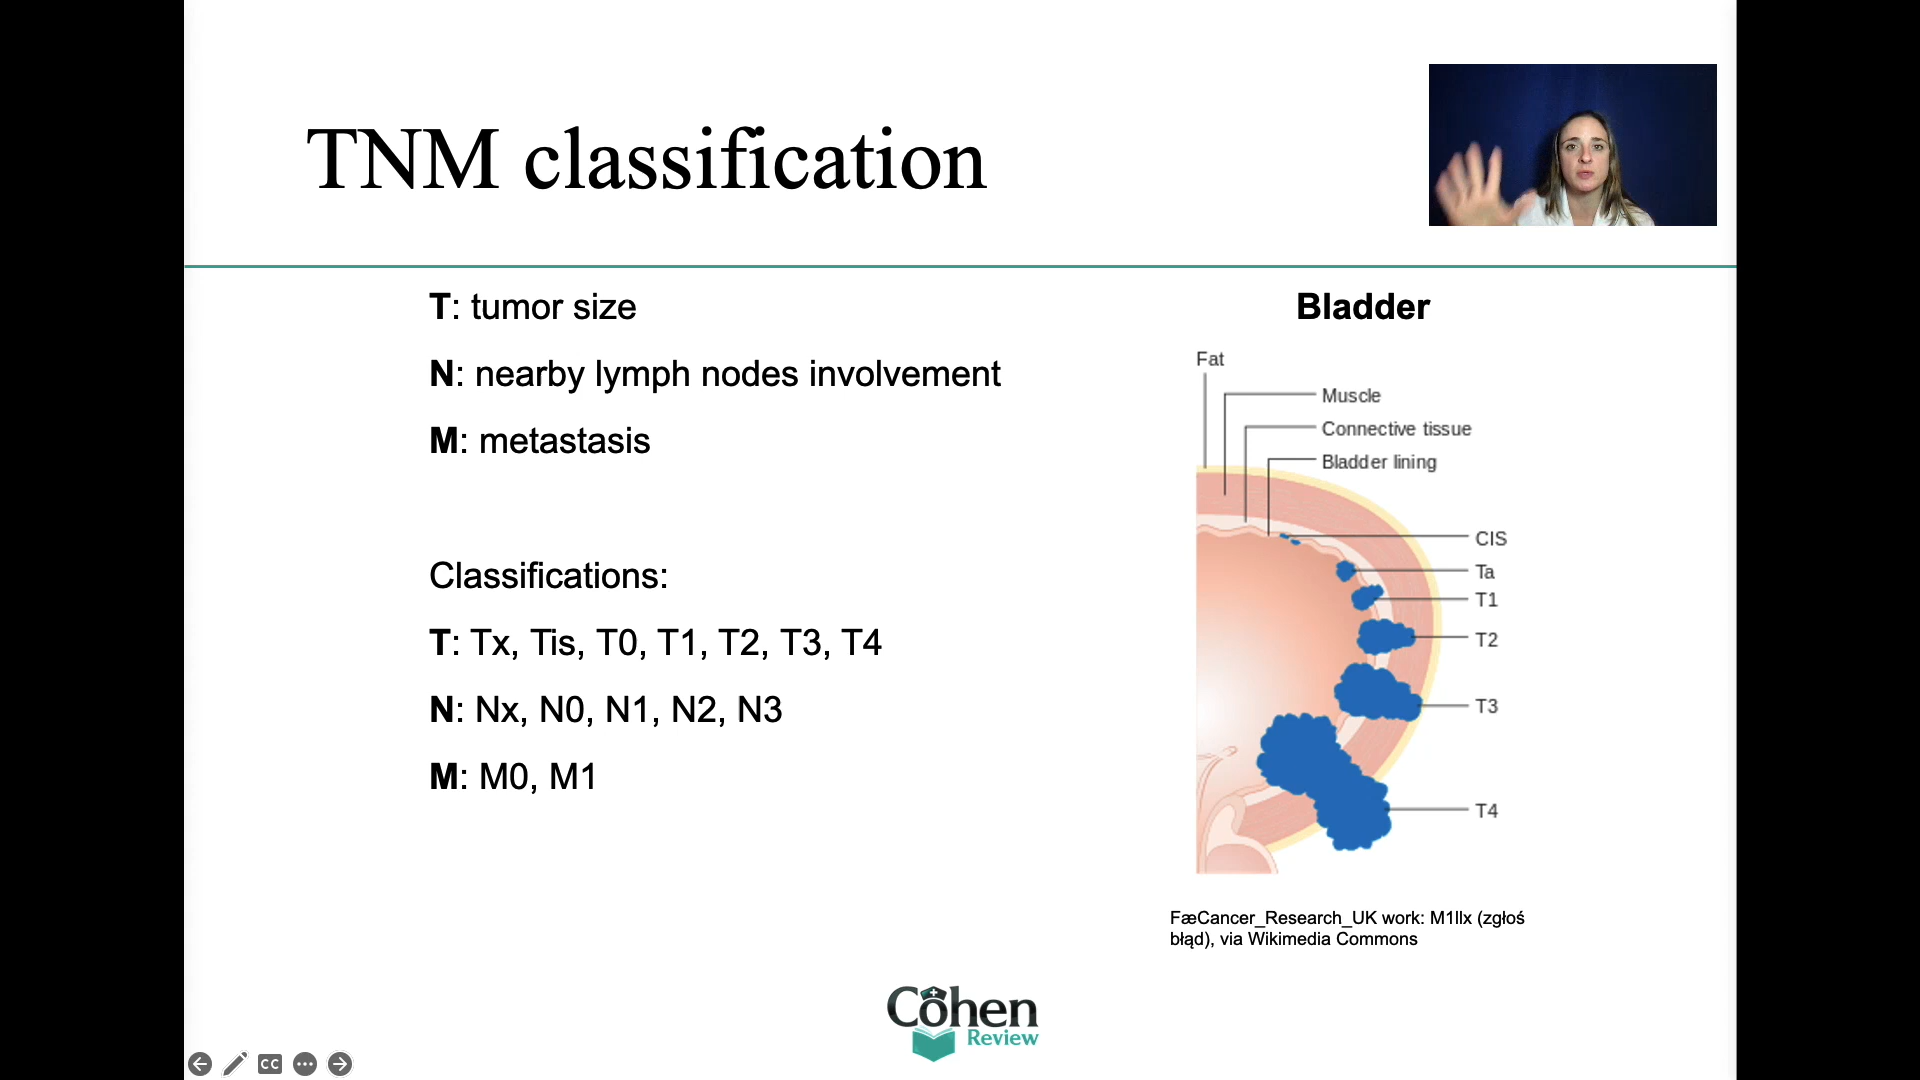 TNM classification
T: tumor size
N: nearby lymph nodes involvement
M: metastasis
Classifications:
T: Tx, Tis, T0, T1, T2, T3, T4
N: Nx, N0, N1, N2, N3
M: M0, M1
Bladder
Fat
Muscle
Connective tissue
Bladder lining
CIS
Ta
T1
T2
T3
T4
FæCancer_Research_UK work: M1llx (zgłoś
błąd), via Wikimedia Commons
Cohen
Review
CC